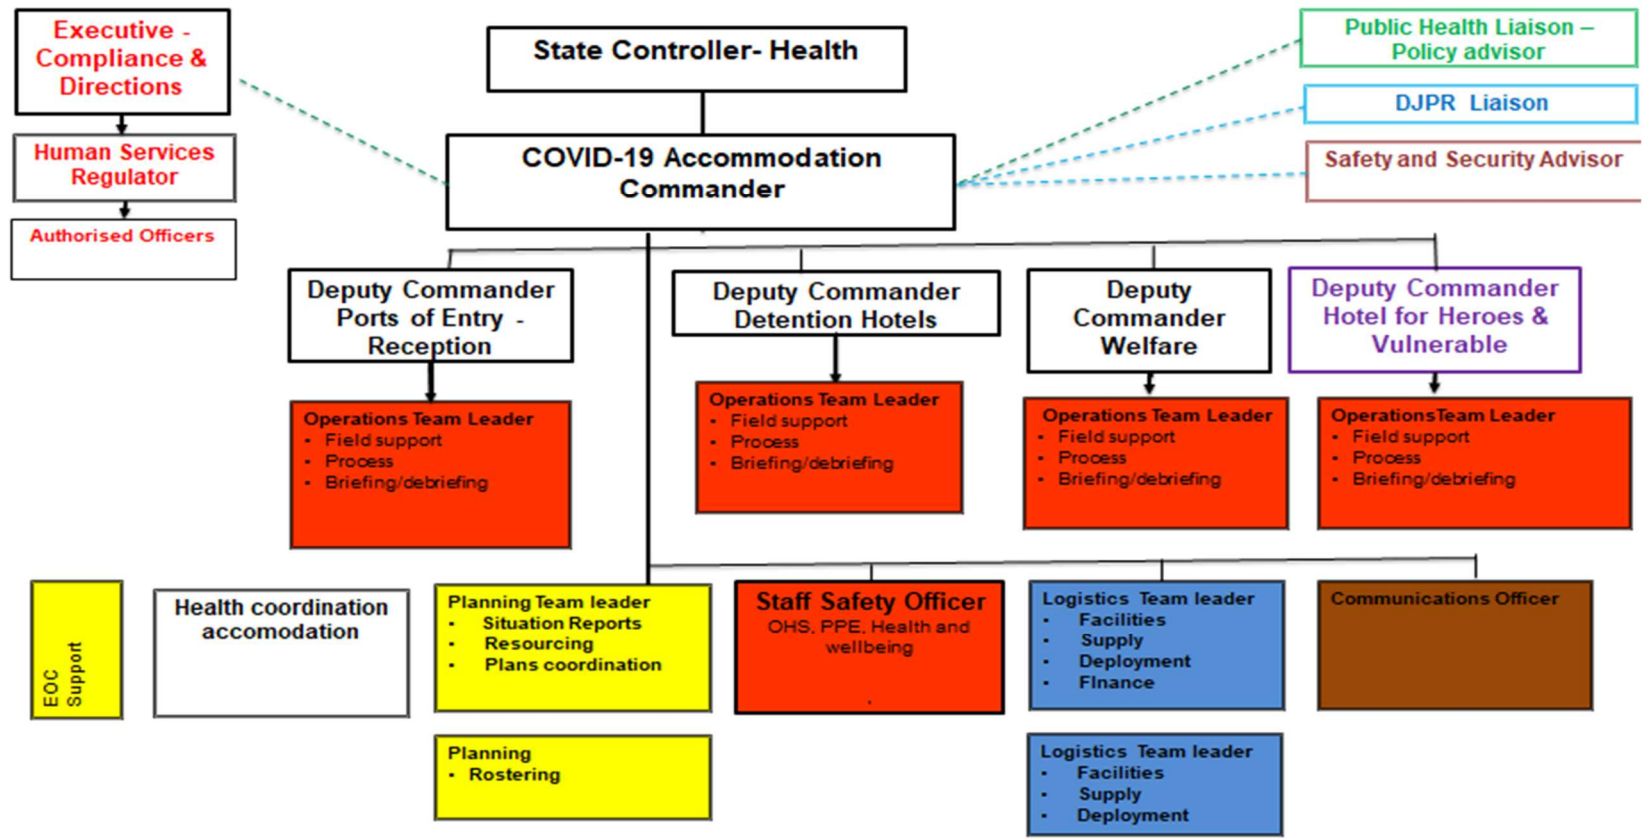 Executive -
Compliance &
Directions
Human Services
Regulator
Authorised Officers
State Controller- Health
COVID-19 Accommodation
Commander
Public Health Liaison –
Policy advisor
DJPR Liaison
Safety and Security Advisor
Deputy Commander
Ports of Entry -
Reception
Deputy Commander
Detention Hotels
Deputy
Commander
Welfare
Deputy Commander
Hotel for Heroes &
Vulnerable
Operations Team Leader
• Field support
• Process
• Briefing/debriefing
Operations Team Leader
• Field support
• Process
• Briefing/debriefing
Operations Team Leader
• Field support
• Process
• Briefing/debriefing
OperationsTeam Leader
• Field support
• Process
• Briefing/debriefing
EOC
Support
Health coordination
accomodation
Planning Team leader
• Situation Reports
• Resourcing
• Plans coordination
Staff Safety Officer
OHS, PPE, Health and
wellbeing
.
Logistics Team leader
• Facilities
• Supply
• Deployment
• FInance
Communications Officer
Planning
• Rostering
Logistics Team leader
• Facilities
• Supply
• Deployment